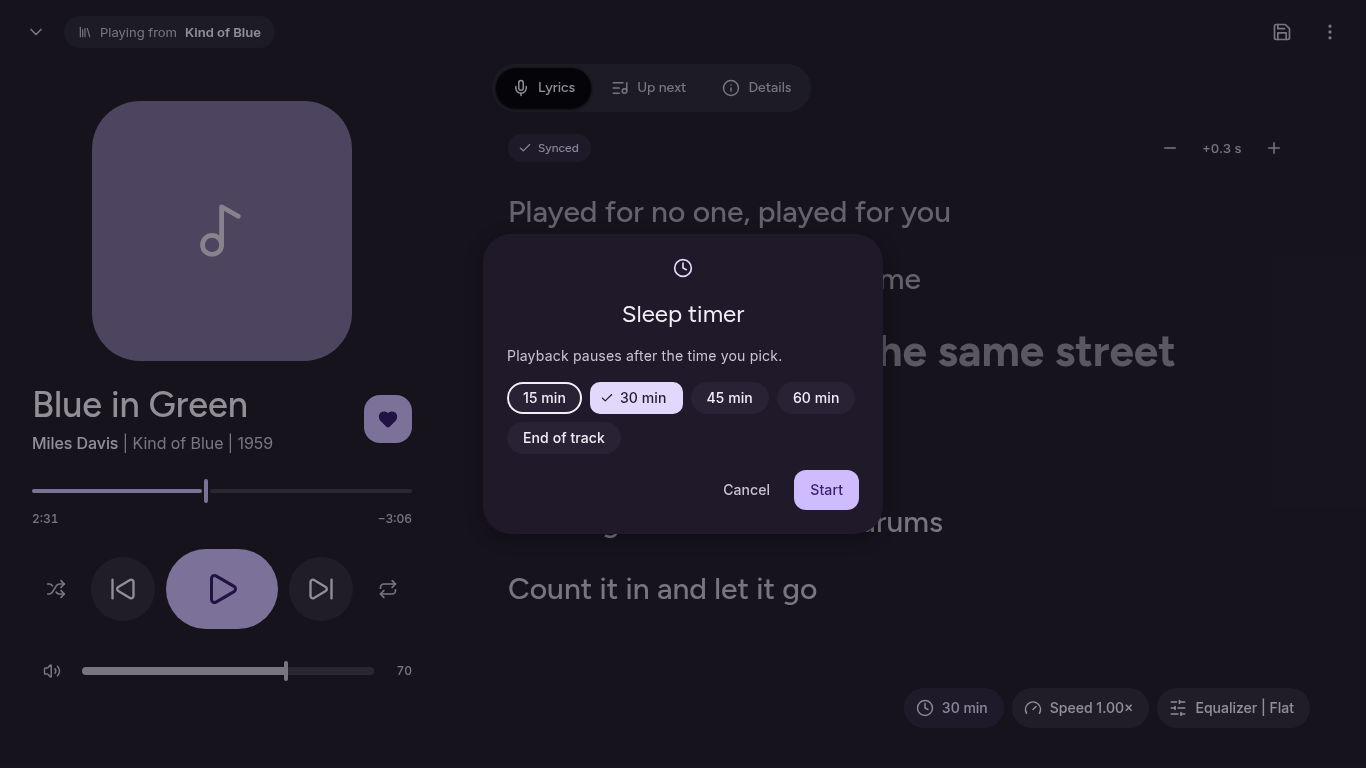 Playing from Kind of Blue
Lyrics
Up next
Details
Synced
+0.3 s
Played for no one, played for you
me
he same street
rums
Count it in and let it go
Sleep timer
Playback pauses after the time you pick.
15 min
30 min
45 min
60 min
End of track
Cancel
Start
Blue in Green
Miles Davis | Kind of Blue | 1959
2:31
−3:06
70
30 min
Speed 1.00×
Equalizer | Flat